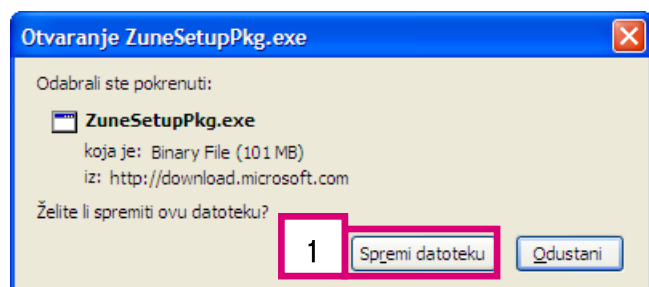 Otvaranje ZuneSetupPkg.exe
Odabrali ste pokrenuti:
ZuneSetupPkg.exe
koja je: Binary File (101 MB)
iz: http://download.microsoft.com
Želite li spremiti ovu datoteku?
1 Spremi datoteku Odustani